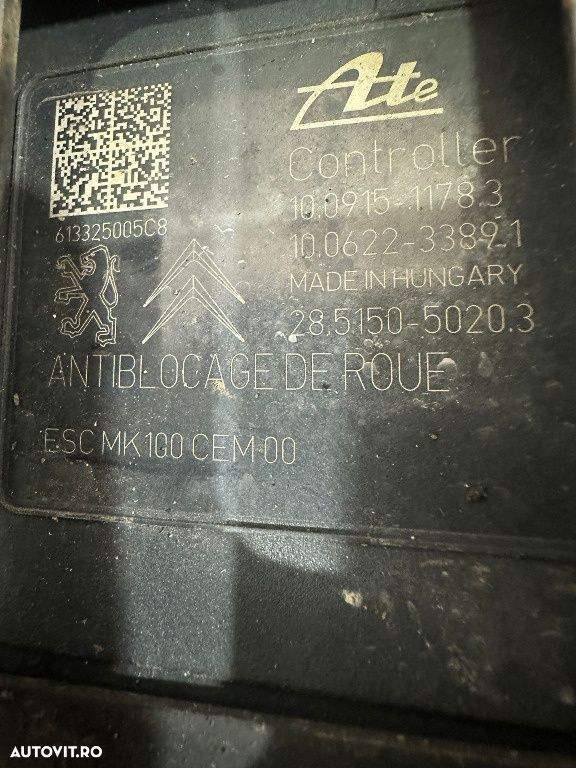 Ate
Controller
10.0915-1178.3
10.0622-3389.1
MADE IN HUNGARY
28.5150-5020.3
613325005C8
ANTIBLOCAGE DE ROUE
ESC MK100 CEM 00
AUTOVIT.RO